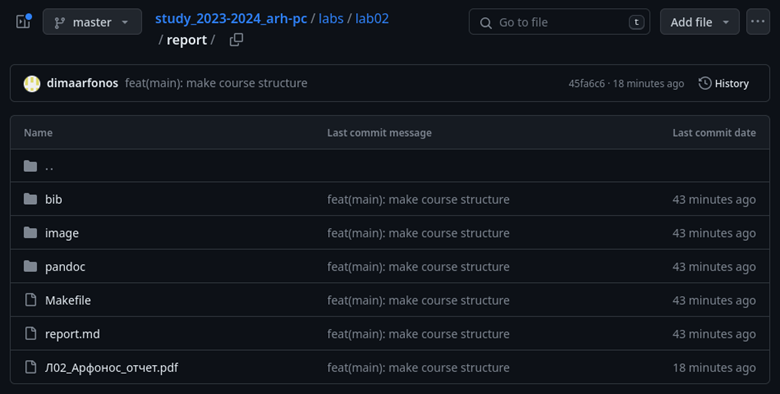 master
study_2023-2024_arh-pc / labs / lab02
/ report /
Go to file
t
Add file
dimaarfonos feat(main): make course structure
45fa6c6 · 18 minutes ago
History
Name Last commit message Last commit date
..
bib feat(main): make course structure 43 minutes ago
image feat(main): make course structure 43 minutes ago
pandoc feat(main): make course structure 43 minutes ago
Makefile feat(main): make course structure 43 minutes ago
report.md feat(main): make course structure 43 minutes ago
Л02_Арфонос_отчет.pdf feat(main): make course structure 18 minutes ago